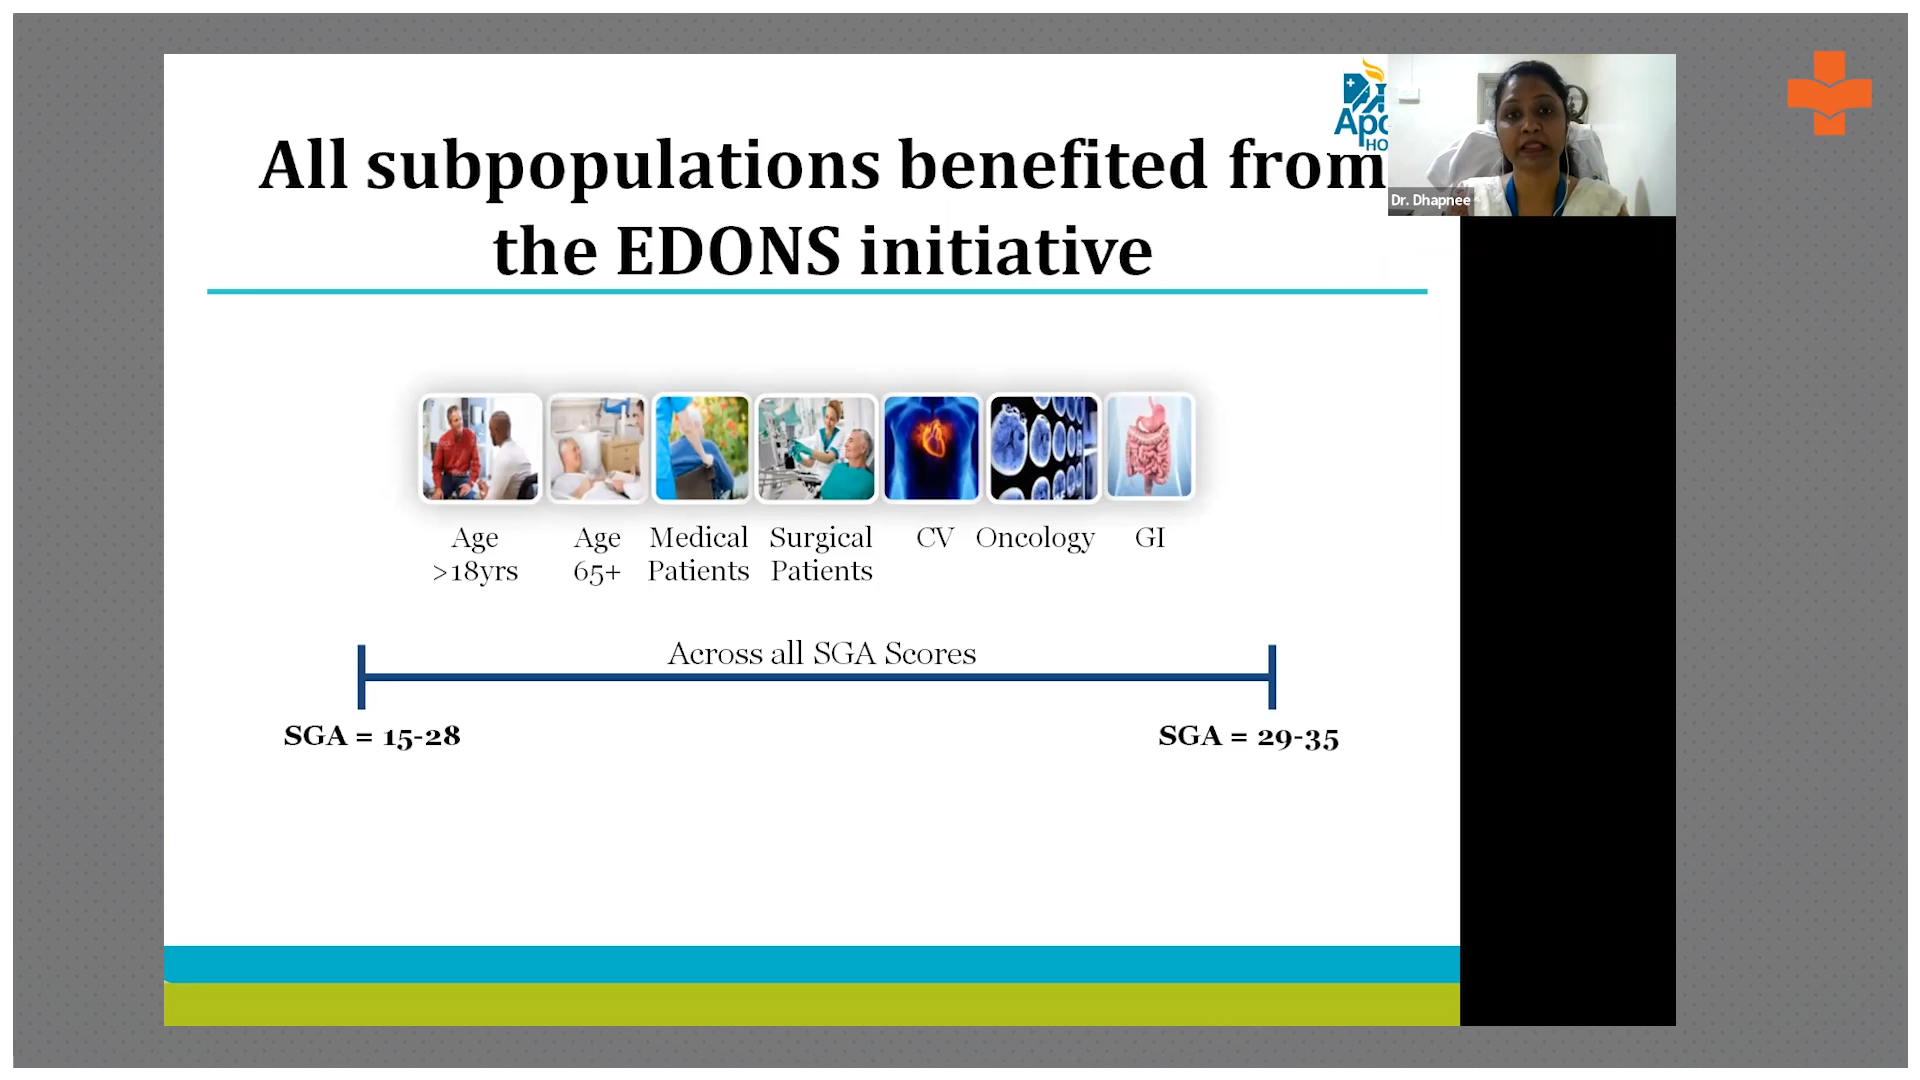 All subpopulations benefited from
the EDONS initiative
Dr. Dhapnee
Age
>18yrs
Age
65+
Medical
Patients
Surgical
Patients
CV
Oncology
GI
Across all SGA Scores
SGA = 15-28
SGA = 29-35